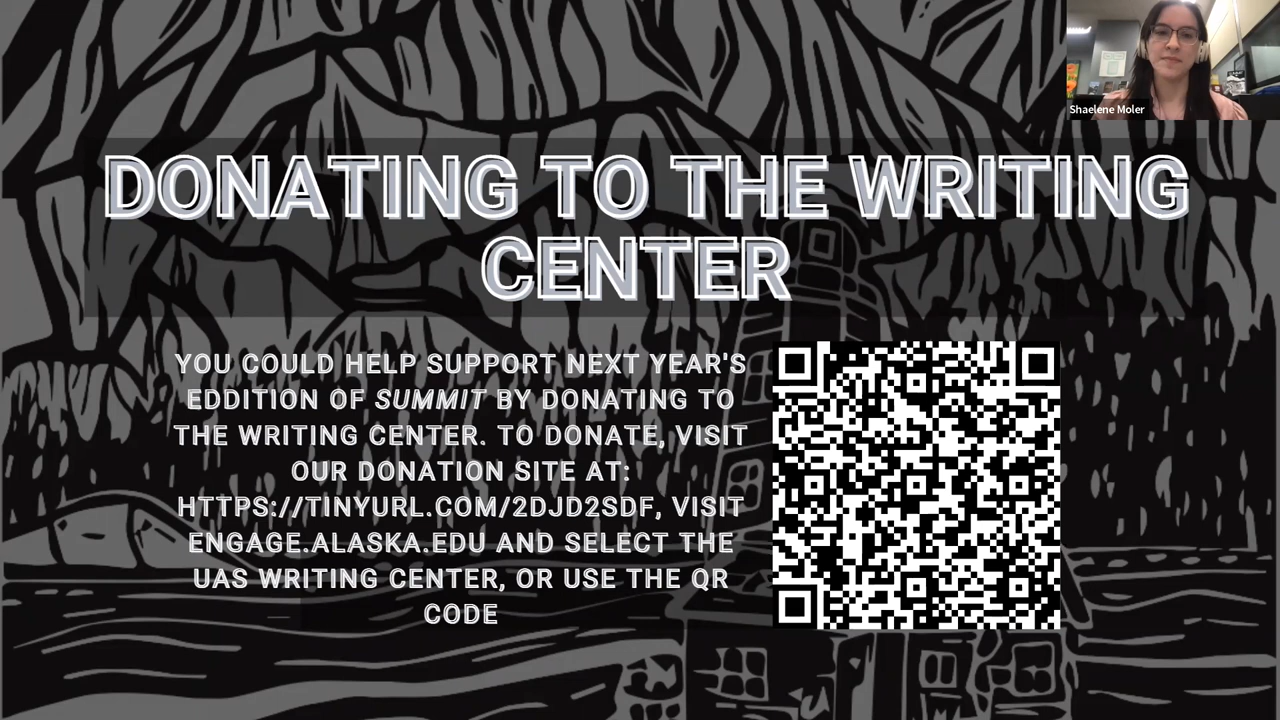 Shaelene Moler
DONATING TO THE WRITING
CENTER
YOU COULD HELP SUPPORT NEXT YEAR'S
EDDITION OF SUMMIT BY DONATING TO
THE WRITING CENTER. TO DONATE, VISIT
OUR DONATION SITE AT:
HTTPS://TINYURL.COM/2DJD2SDF, VISIT
ENGAGE.ALASKA.EDU AND SELECT THE
UAS WRITING CENTER, OR USE THE QR
CODE